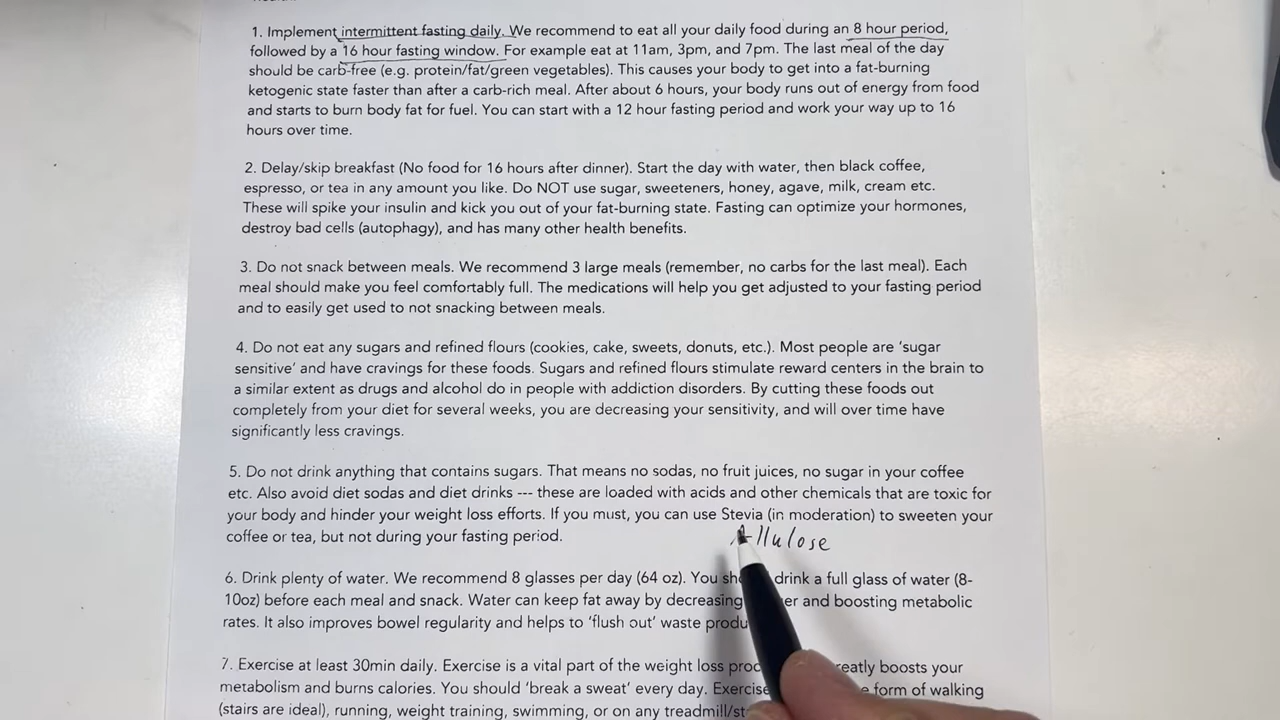 1. Implement intermittent fasting daily. We recommend to eat all your daily food during an 8 hour period,
followed by a 16 hour fasting window. For example eat at 11am, 3pm, and 7pm. The last meal of the day
should be carb-free (e.g. protein/fat/green vegetables). This causes your body to get into a fat-burning
ketogenic state faster than after a carb-rich meal. After about 6 hours, your body runs out of energy from food
and starts to burn body fat for fuel. You can start with a 12 hour fasting period and work your way up to 16
hours over time.
2. Delay/skip breakfast (No food for 16 hours after dinner). Start the day with water, then black coffee,
espresso, or tea in any amount you like. Do NOT use sugar, sweeteners, honey, agave, milk, cream etc.
These will spike your insulin and kick you out of your fat-burning state. Fasting can optimize your hormones,
destroy bad cells (autophagy), and has many other health benefits.
3. Do not snack between meals. We recommend 3 large meals (remember, no carbs for the last meal). Each
meal should make you feel comfortably full. The medications will help you get adjusted to your fasting period
and to easily get used to not snacking between meals.
4. Do not eat any sugars and refined flours (cookies, cake, sweets, donuts, etc.). Most people are ‘sugar
sensitive’ and have cravings for these foods. Sugars and refined flours stimulate reward centers in the brain to
a similar extent as drugs and alcohol do in people with addiction disorders. By cutting these foods out
completely from your diet for several weeks, you are decreasing your sensitivity, and will over time have
significantly less cravings.
5. Do not drink anything that contains sugars. That means no sodas, no fruit juices, no sugar in your coffee
etc. Also avoid diet sodas and diet drinks --- these are loaded with acids and other chemicals that are toxic for
your body and hinder your weight loss efforts. If you must, you can use Stevia (in moderation) to sweeten your
coffee or tea, but not during your fasting period.
Allulose
6. Drink plenty of water. We recommend 8 glasses per day (64 oz). You drink a full glass of water (8-
10oz) before each meal and snack. Water can keep fat away by decreasing and boosting metabolic
rates. It also improves bowel regularity and helps to ‘flush out’ waste
7. Exercise at least 30min daily. Exercise is a vital part of the weight loss boosts your
metabolism and burns calories. You should ‘break a sweat’ every day. Exercise form of walking
(stairs are ideal), running, weight training, swimming, or on any